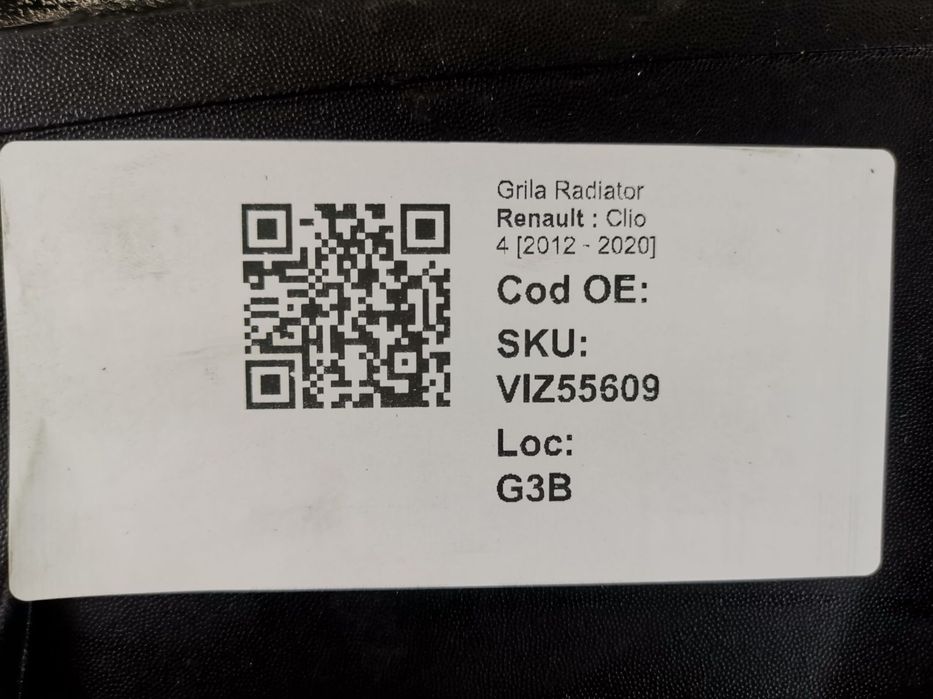 Grila Radiator
Renault : Clio
4 [2012 - 2020]
Cod OE:
SKU:
VIZ55609
Loc:
G3B